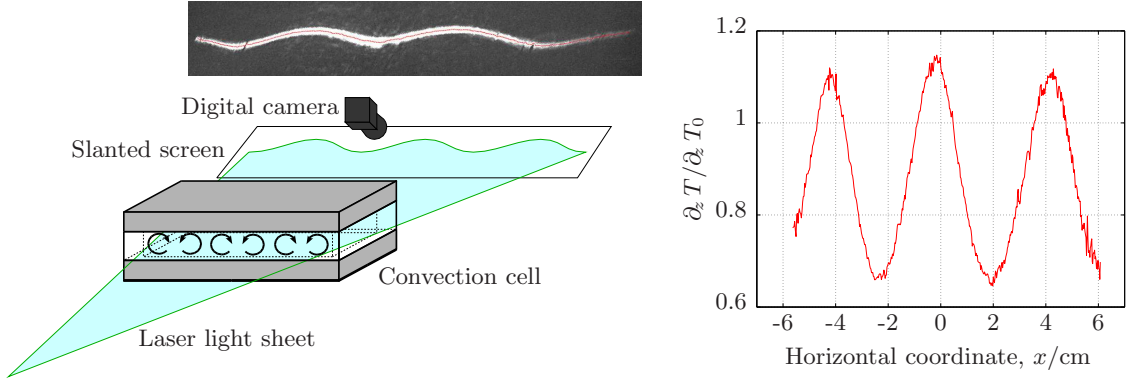 Digital camera
Slanted screen
Convection cell
Laser light sheet
1.2
1
0.8
0.6
∂z T/∂z T0
-6 -4 -2 0 2 4 6
Horizontal coordinate, x/cm